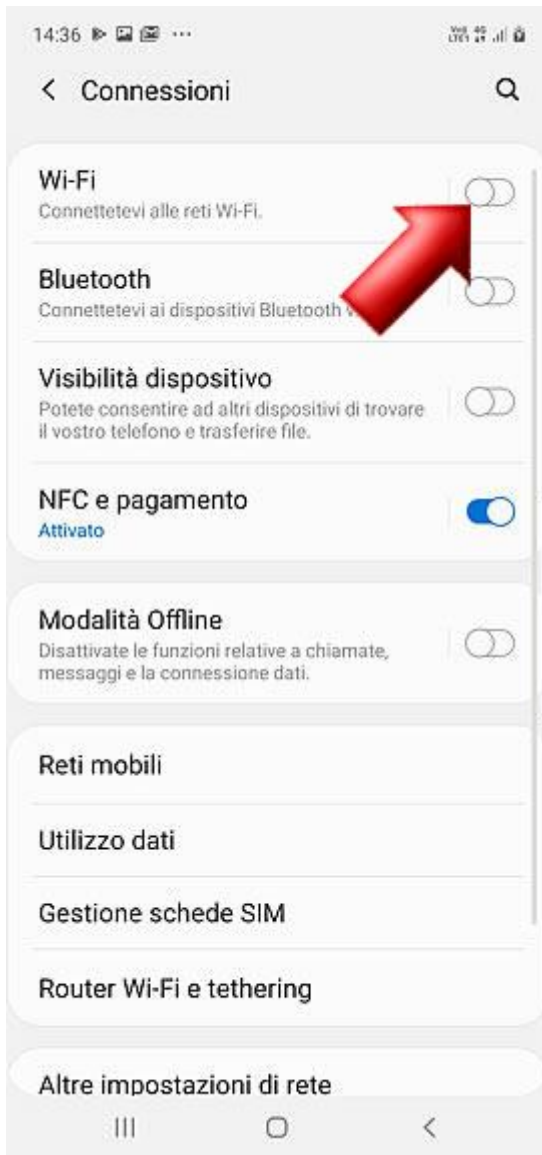 14:36
Connessioni
Wi-Fi
Connettetevi alle reti Wi-Fi.
Bluetooth
Connettetevi ai dispositivi Bluetooth
Visibilità dispositivo
Potete consentire ad altri dispositivi di trovare
il vostro telefono e trasferire file.
NFC e pagamento
Attivato
Modalità Offline
Disattivate le funzioni relative a chiamate,
messaggi e la connessione dati.
Reti mobili
Utilizzo dati
Gestione schede SIM
Router Wi-Fi e tethering
Altre impostazioni di rete